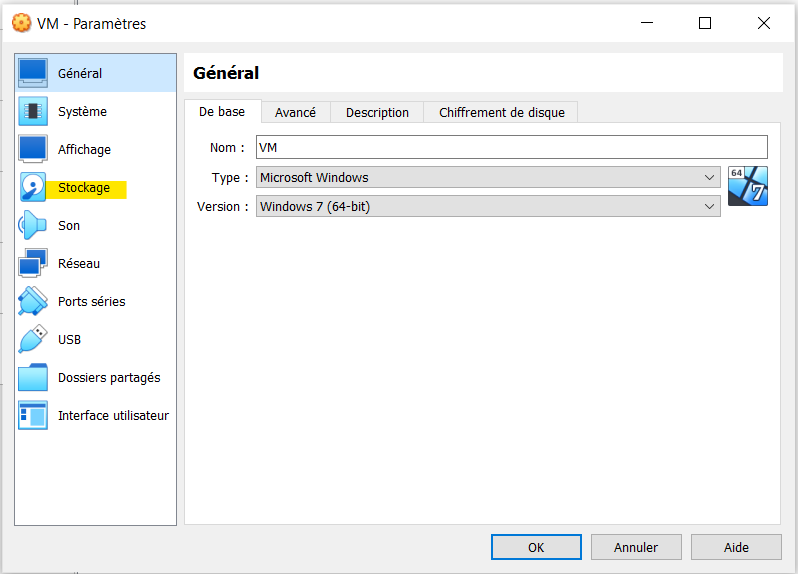 VM - Paramètres
Général
Système
Affichage
Stockage
Son
Réseau
Ports séries
USB
Dossiers partagés
Interface utilisateur
Général
De base Avancé Description Chiffrement de disque
Nom : VM
Type : Microsoft Windows
64
7
Version : Windows 7 (64-bit)
OK Annuler Aide